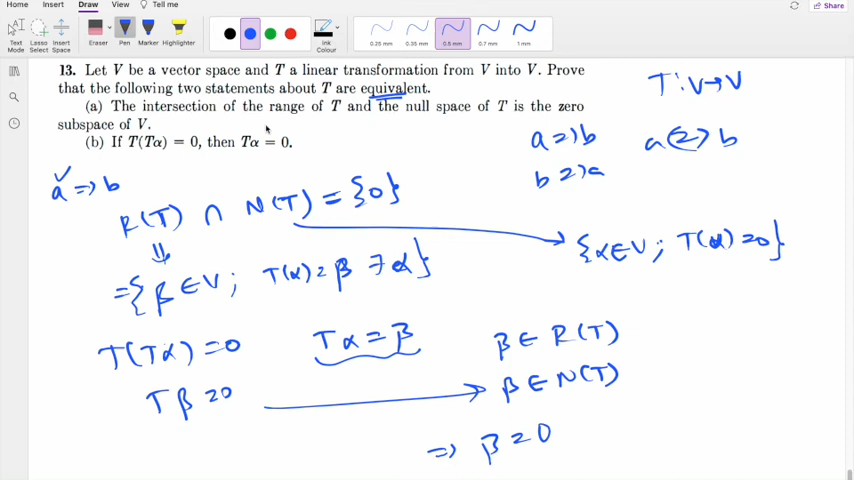 Home Insert Draw View Tell me Share
Text Mode Lasso Select Insert Space Eraser Pen Marker Highlighter Ink Colour 0.25 mm 0.35 mm 0.5 mm 0.7 mm 1 mm
13. Let V be a vector space and T a linear transformation from V into V. Prove
that the following two statements about T are equivalent.
(a) The intersection of the range of T and the null space of T is the zero
subspace of V.
(b) If T(Tα) = 0, then Tα = 0.
T : V → V
a => b
a <=> b
b => a
✓
a => b
R(T) ∩ N(T) = {0}
{α ∈ V ; T(α) = 0}
= {β ∈ V ; T(α) = β ∃ α}
T(Tα) = 0
Tα = β
β ∈ R(T)
Tβ = 0
β ∈ N(T)
=> β = 0